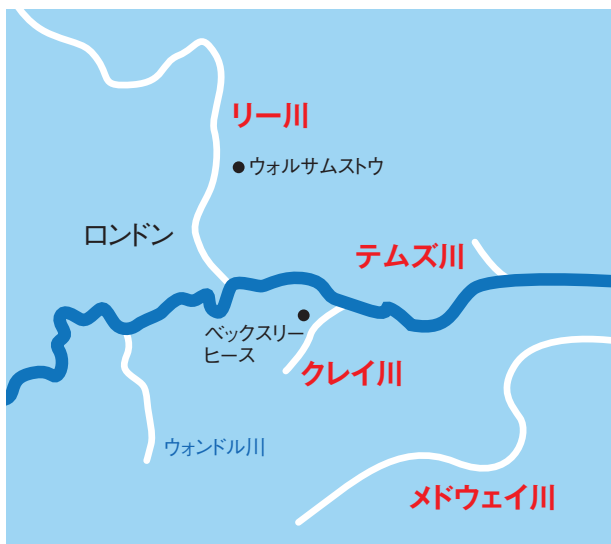 リー川
ウォルサムストウ
ロンドン
テムズ川
ベックスリー
ヒース
クレイ川
ウォンドル川
メドウェイ川